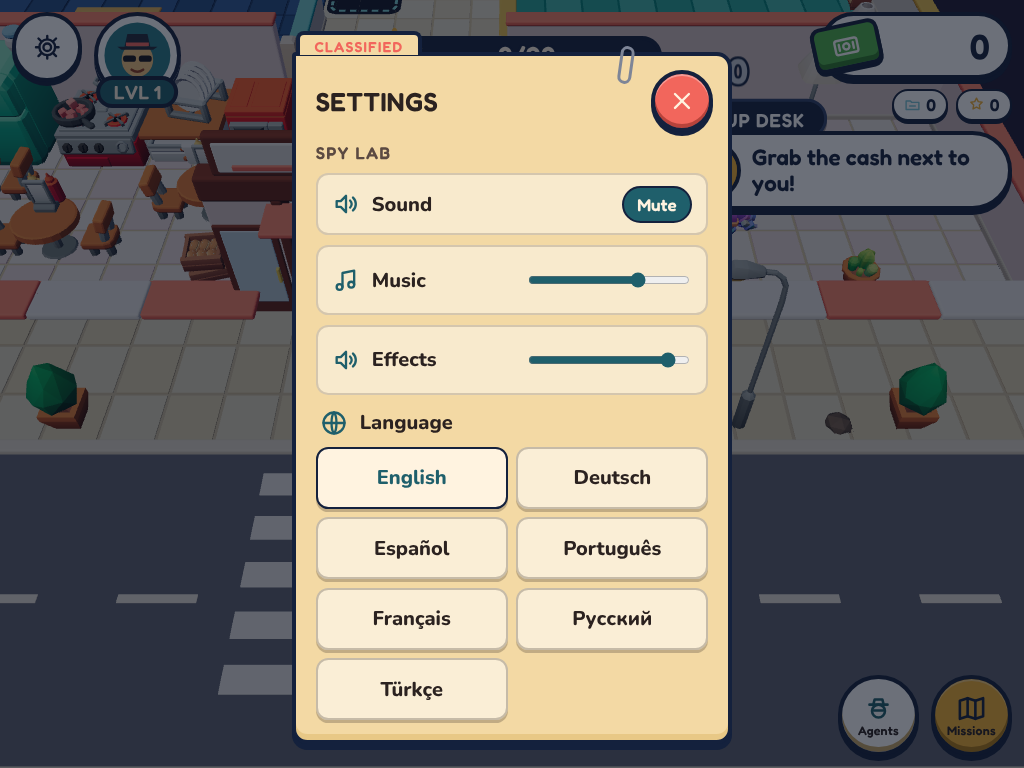 CLASSIFIED
SETTINGS
SPY LAB
Sound
Mute
Music
Effects
Language
English
Deutsch
Español
Português
Français
Русский
Türkçe
LVL 1
0
0
0
0
UP DESK
Grab the cash next to
you!
Agents
Missions